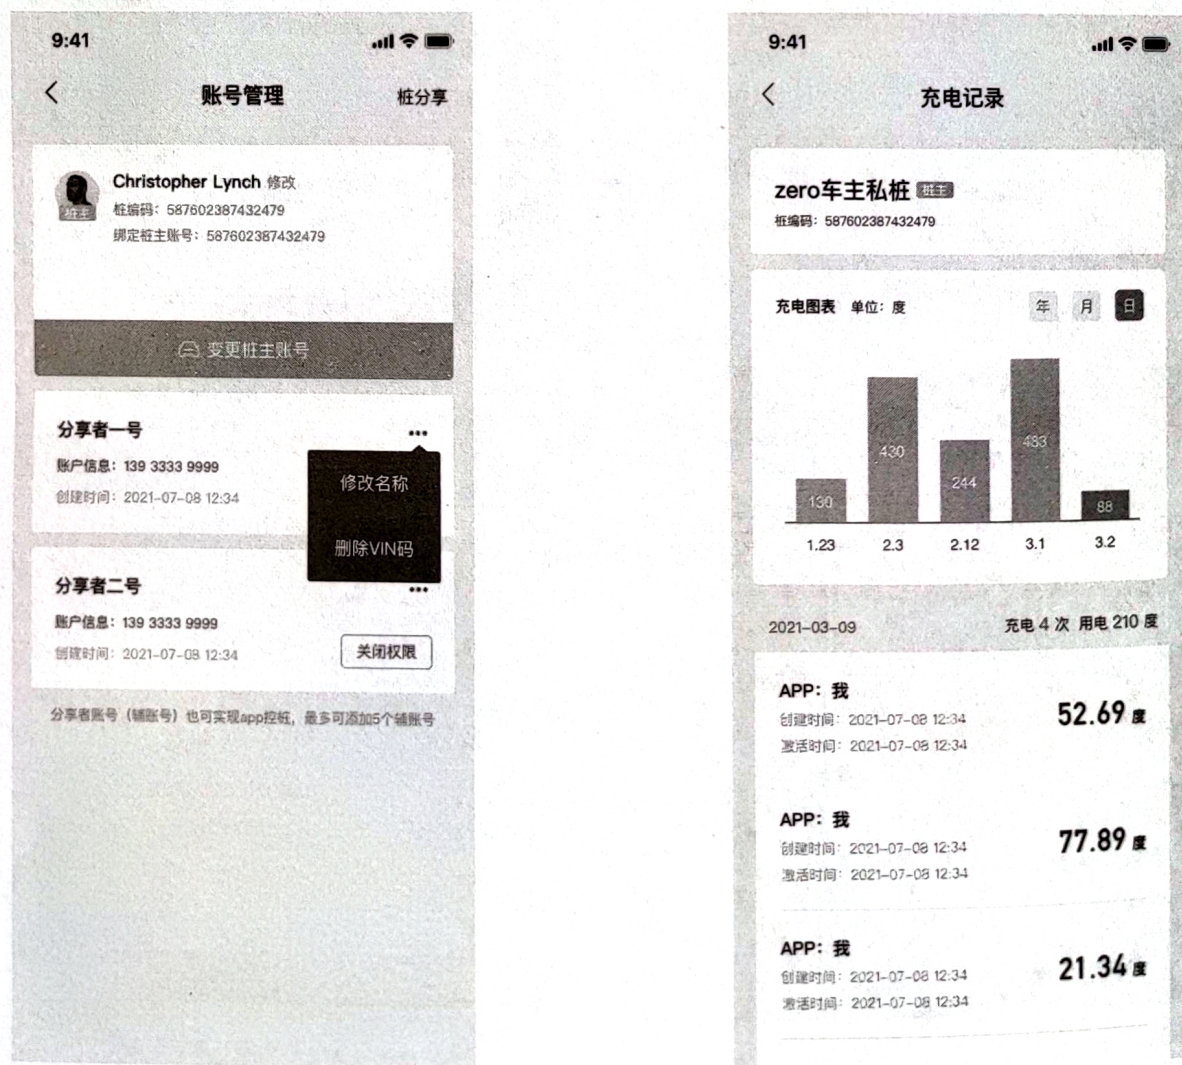 9:41
账号管理
桩分享
Christopher Lynch 修改
桩主
桩编码：587602387432479
绑定桩主账号：587602387432479
变更桩主账号
分享者一号
账户信息：139 3333 9999
创建时间：2021-07-08 12:34
修改名称
删除VIN码
分享者二号
账户信息：139 3333 9999
创建时间：2021-07-08 12:34
关闭权限
分享者账号（辅账号）也可实现app控桩，最多可添加5个辅账号
9:41
充电记录
zero车主私桩 桩主
桩编码：587602387432479
充电图表 单位：度
年 月 日
130 430 244 483 88
1.23 2.3 2.12 3.1 3.2
2021-03-09 充电 4 次 用电 210 度
APP：我
创建时间：2021-07-08 12:34
激活时间：2021-07-08 12:34
52.69 度
APP：我
创建时间：2021-07-08 12:34
激活时间：2021-07-08 12:34
77.89 度
APP：我
创建时间：2021-07-08 12:34
激活时间：2021-07-08 12:34
21.34 度